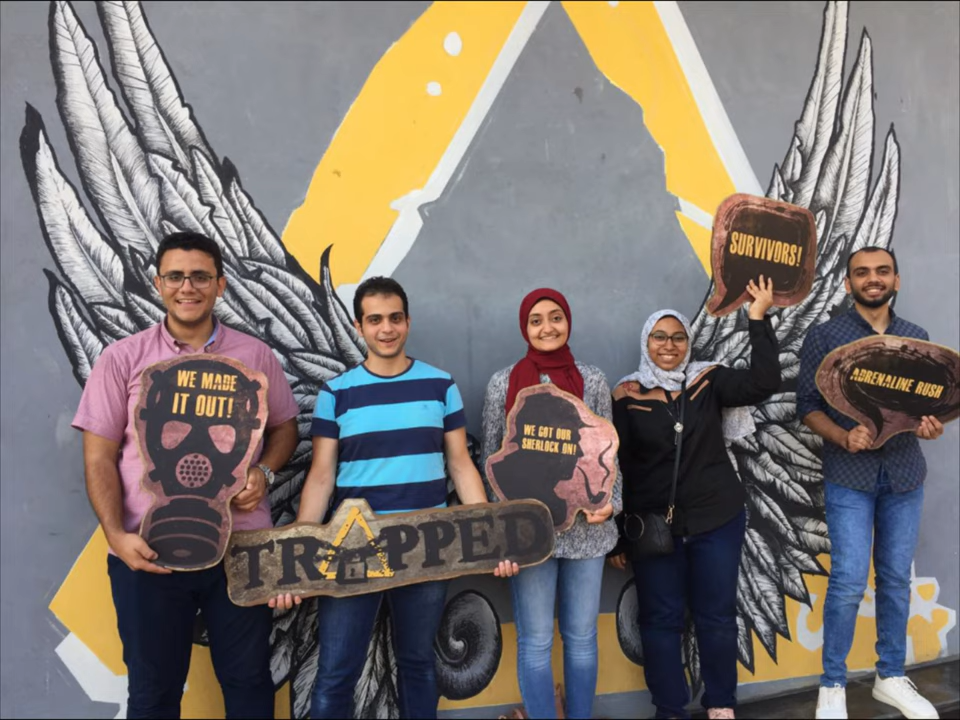 WE MADE
IT OUT!
TRAPPED
WE GOT OUR
SHERLOCK ON!
SURVIVORS!
ADRENALINE RUSH